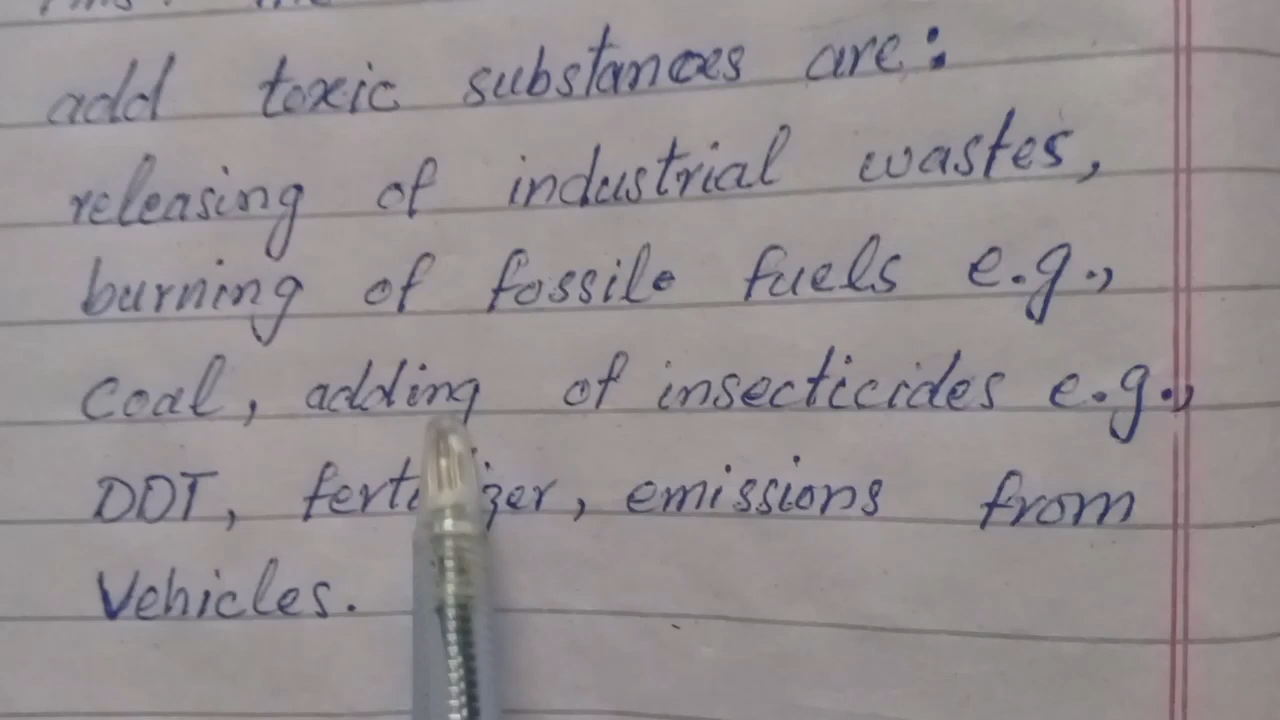 add toxic substances are:
releasing of industrial wastes,
burning of fossile fuels e.g.,
Coal, adding of insecticides e.g.,
DDT, emissions from
Vehicles.